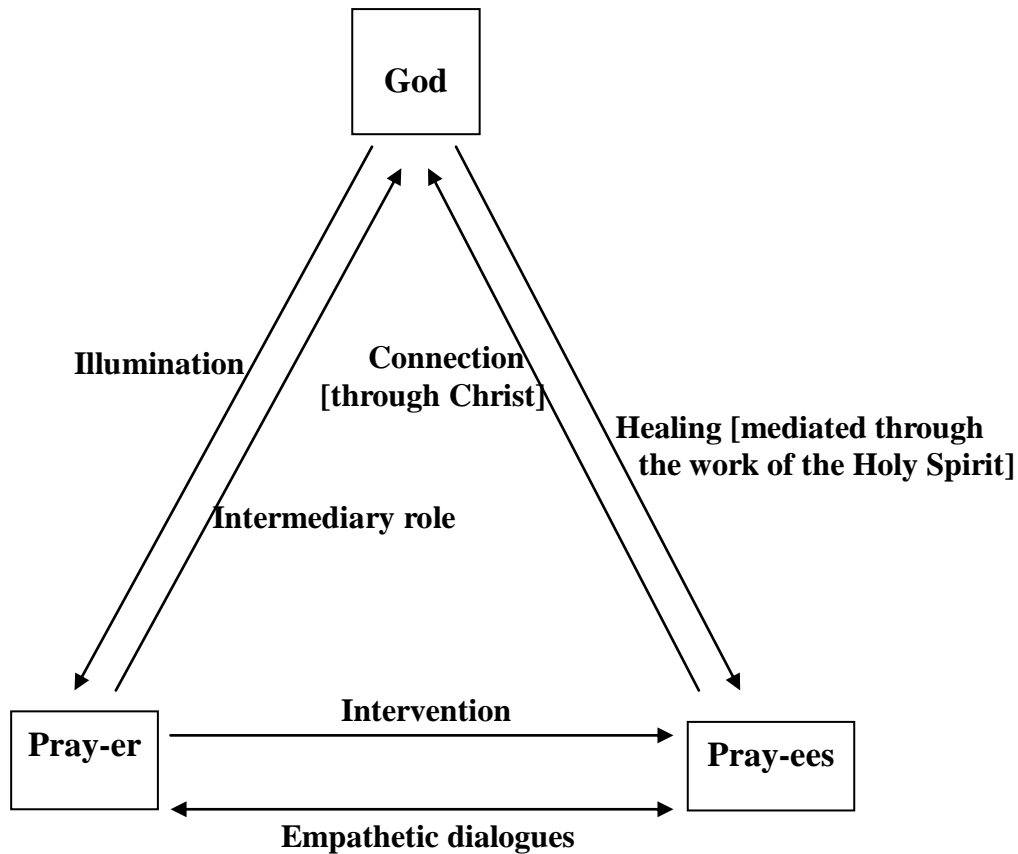 God
Illumination
Connection
[through Christ]
Healing [mediated through
the work of the Holy Spirit]
Intermediary role
Intervention
Pray-er
Pray-ees
Empathetic dialogues